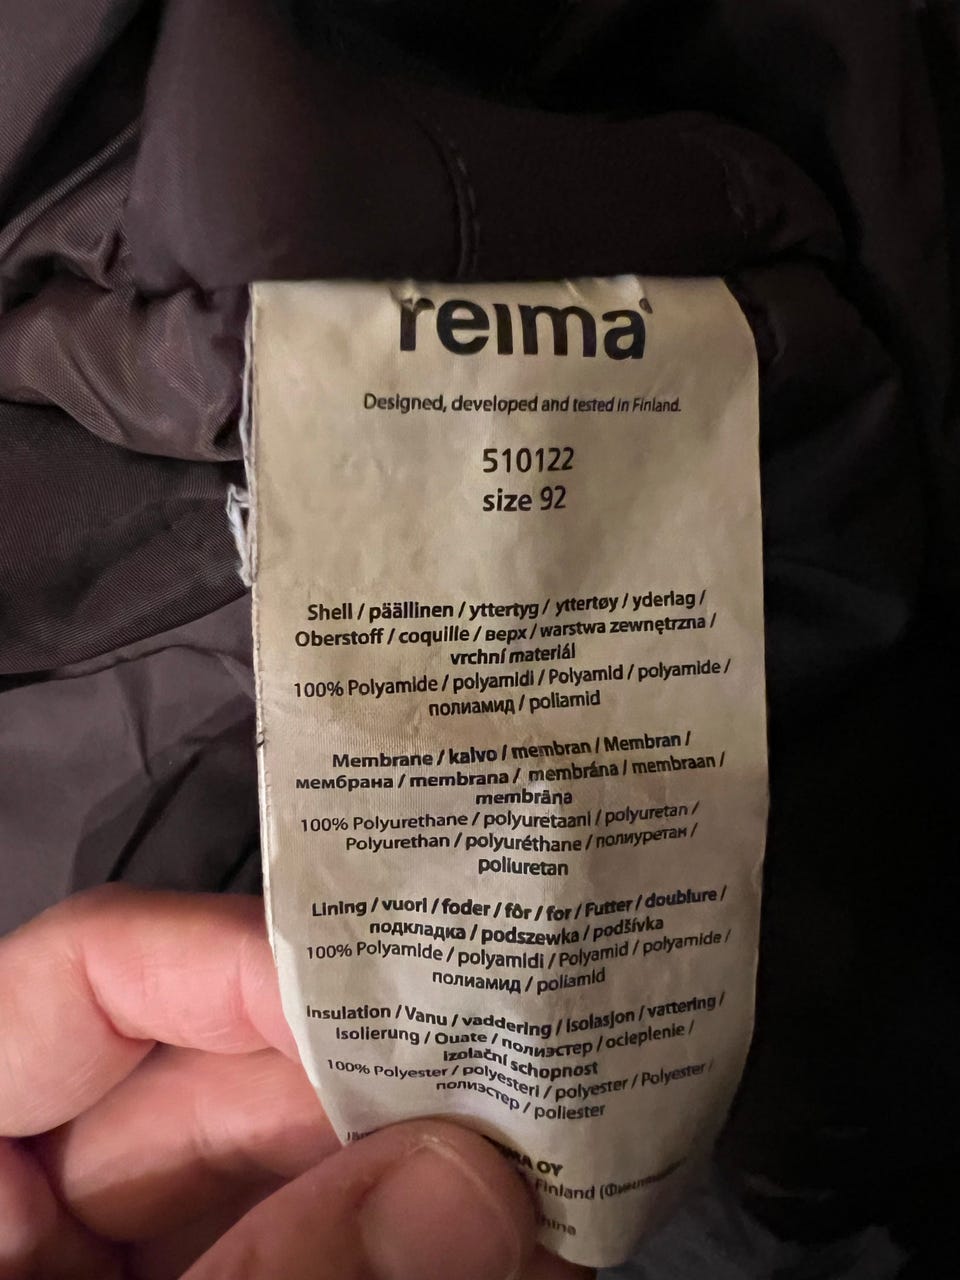 reima
Designed, developed and tested in Finland.
510122
size 92
Shell / päällinen / yttertyg / yttertøy / yderlag /
Oberstoff / coquille / верх / warstwa zewnętrzna /
vrchní materiál
100% Polyamide / polyamidi / Polyamid / polyamide /
полиамид / poliamid
Membrane / kalvo / membran / Membran /
мембрана / membrana / membrána / membraan /
membrāna
100% Polyurethane / polyuretaani / polyuretan /
Polyurethan / polyuréthane / полиуретан /
poliuretan
Lining / vuori / foder / fôr / for / Futter / doublure /
подкладка / podszewka / podšívka
100% Polyamide / polyamidi / Polyamid / polyamide /
полиамид / poliamid
Insulation / Vanu / vaddering / Isolasjon / vattering /
Isolierung / Ouate / полиэстер / ocieplenie /
izolační schopnost
100% Polyester / polyesteri / polyester / Polyester /
полиэстер / poliester
OY
Finland